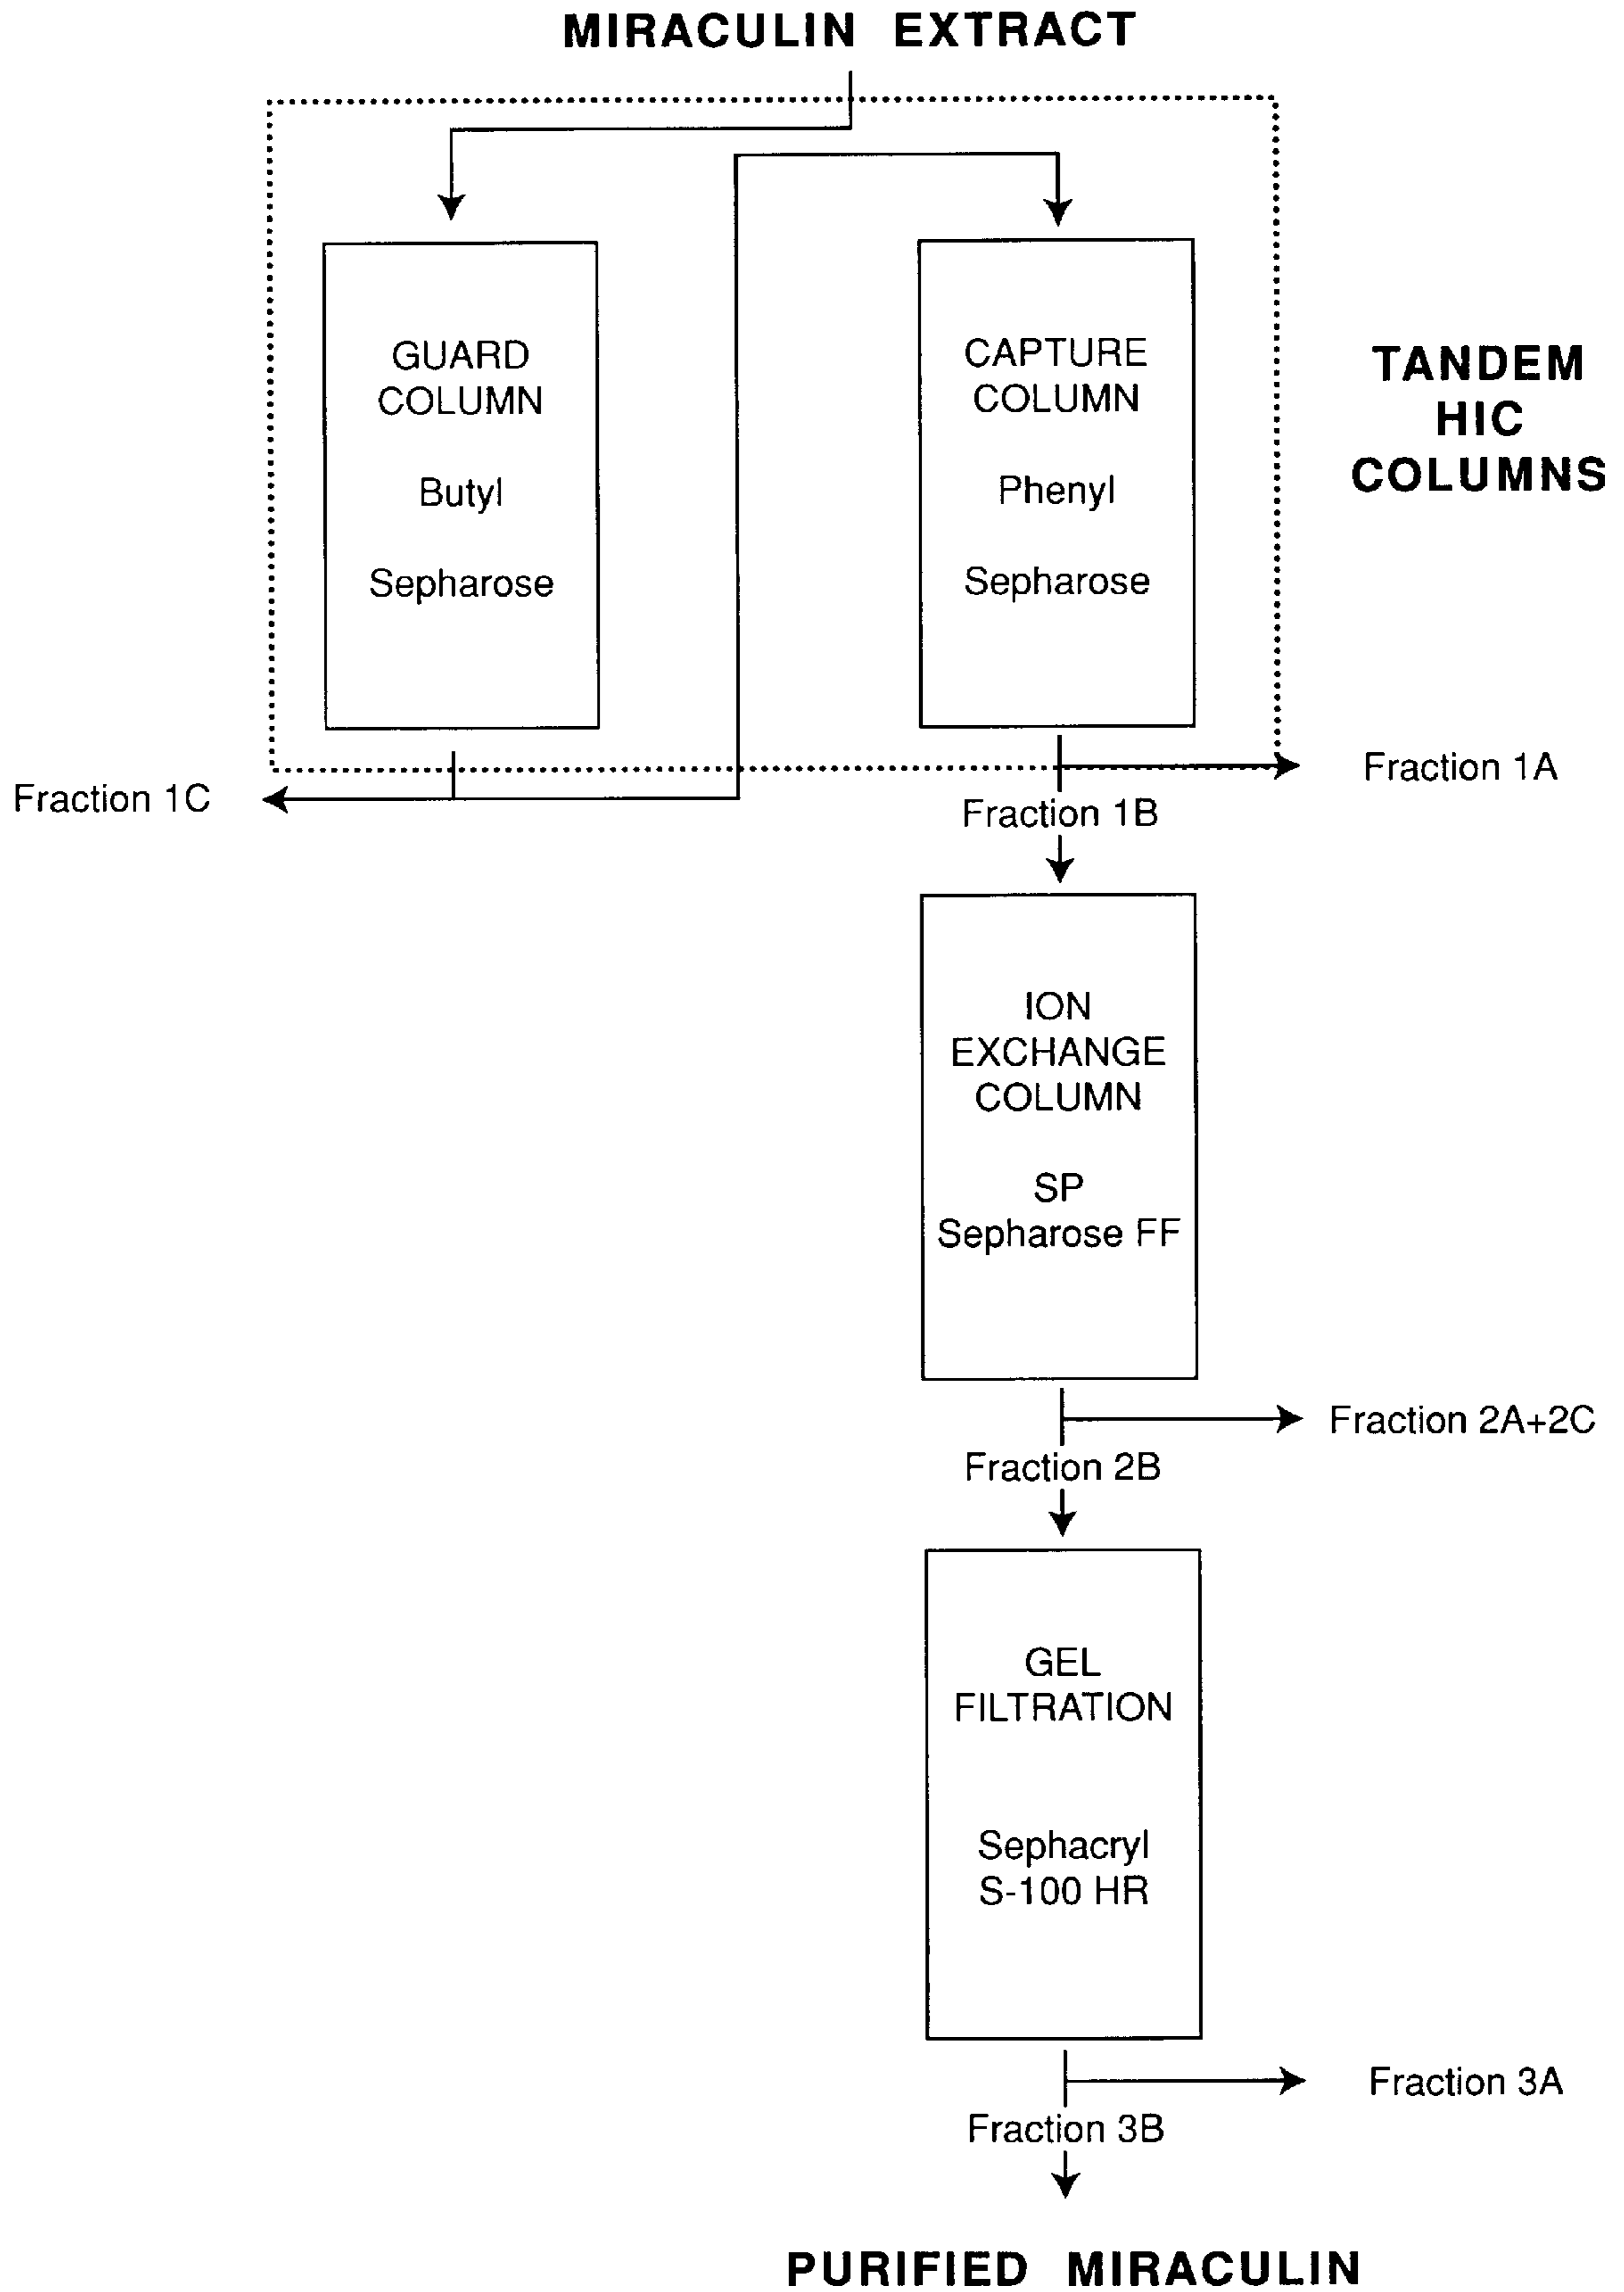 MIRACULIN EXTRACT
GUARD
COLUMN
Butyl
Sepharose
CAPTURE
COLUMN
Phenyl
Sepharose
TANDEM
HIC
COLUMNS
Fraction 1C
Fraction 1A
Fraction 1B
ION
EXCHANGE
COLUMN
SP
Sepharose FF
Fraction 2A+2C
Fraction 2B
GEL
FILTRATION
Sephacryl
S-100 HR
Fraction 3A
Fraction 3B
PURIFIED MIRACULIN